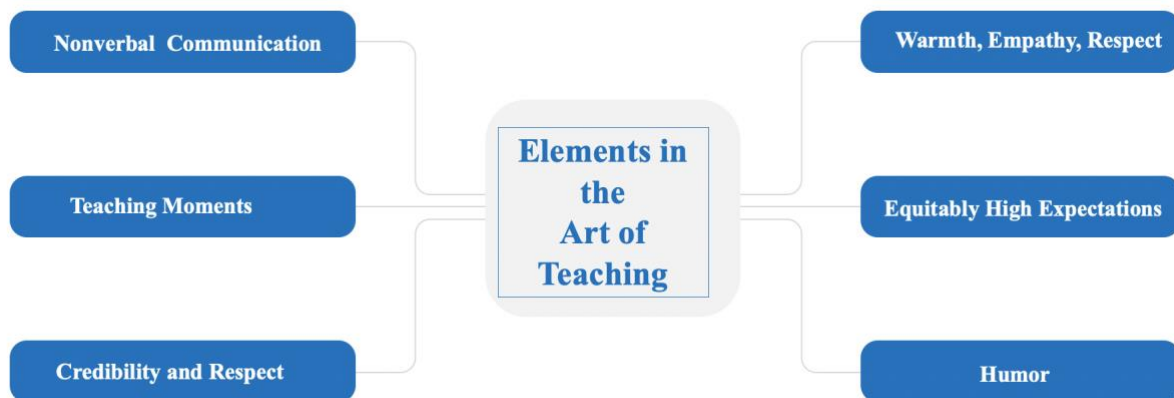 Nonverbal Communication
Teaching Moments
Credibility and Respect
Elements in
the
Art of
Teaching
Warmth, Empathy, Respect
Equitably High Expectations
Humor